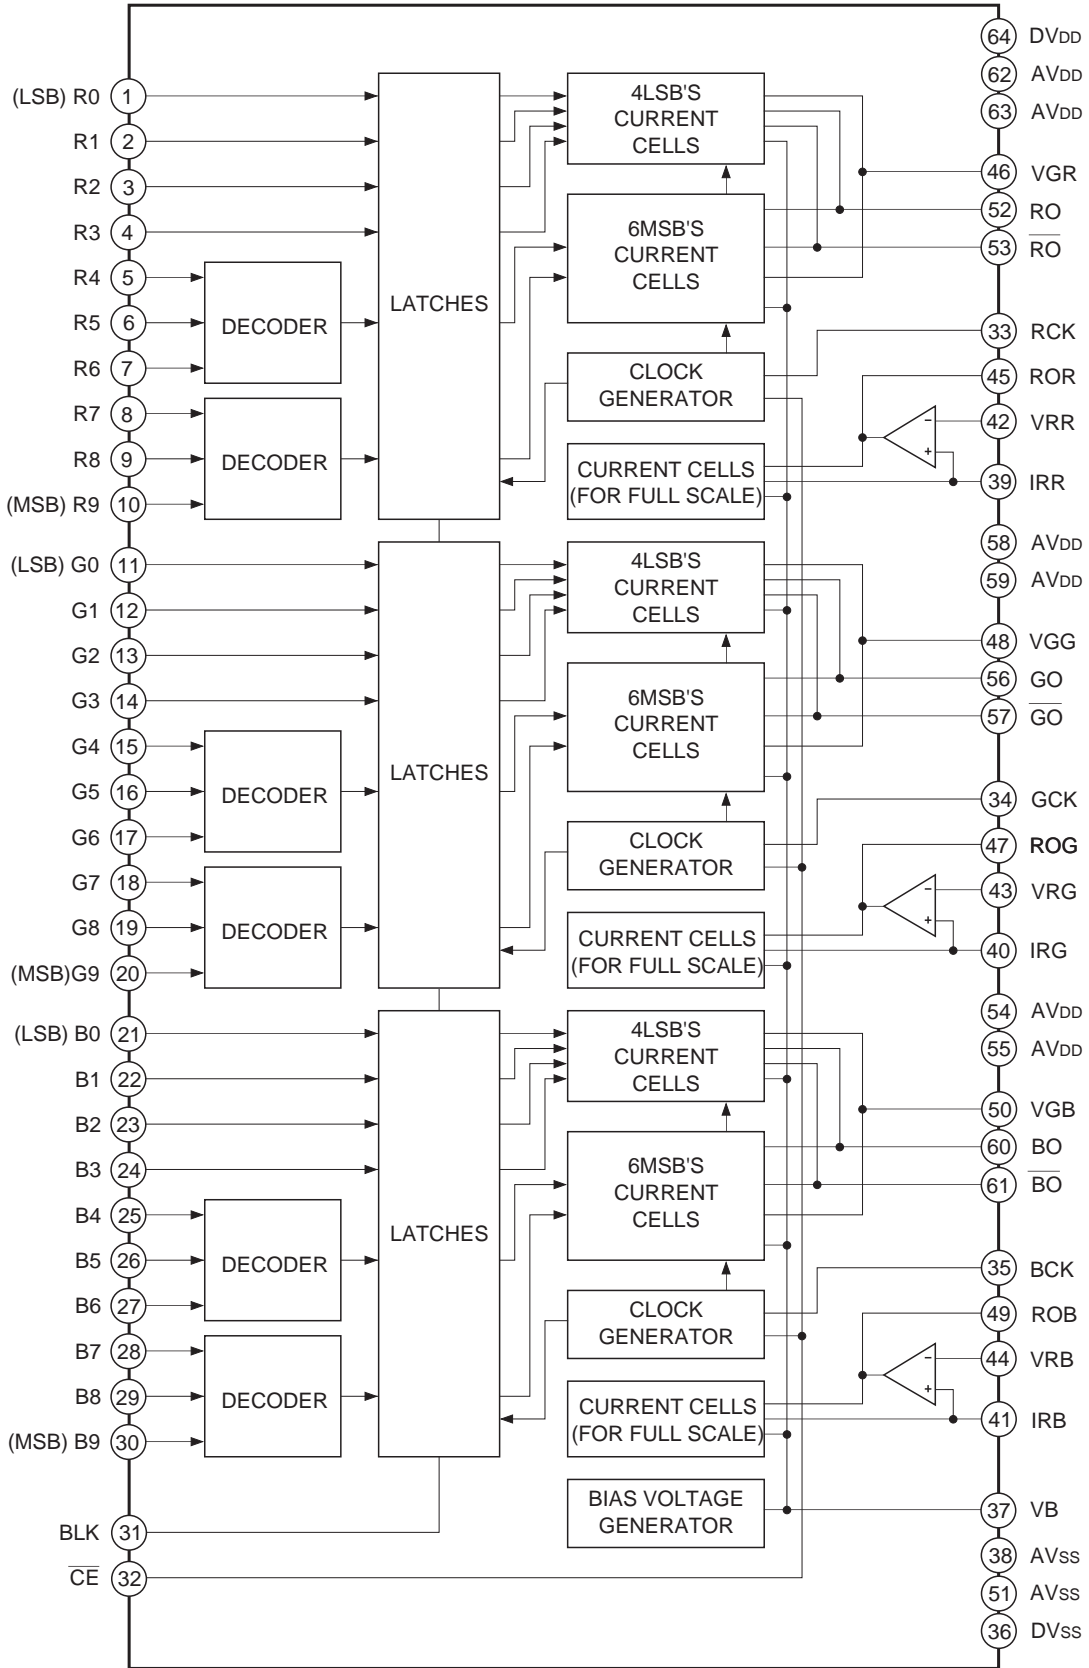 (LSB) R0 1
R1 2
R2 3
R3 4
R4 5
R5 6
R6 7
R7 8
R8 9
(MSB) R9 10
(LSB) G0 11
G1 12
G2 13
G3 14
G4 15
G5 16
G6 17
G7 18
G8 19
(MSB)G9 20
(LSB) B0 21
B1 22
B2 23
B3 24
B4 25
B5 26
B6 27
B7 28
B8 29
(MSB) B9 30
BLK 31
CE 32
DECODER
DECODER
LATCHES
4LSB'S
CURRENT
CELLS
6MSB'S
CURRENT
CELLS
CLOCK
GENERATOR
CURRENT CELLS
(FOR FULL SCALE)
DECODER
DECODER
LATCHES
4LSB'S
CURRENT
CELLS
6MSB'S
CURRENT
CELLS
CLOCK
GENERATOR
CURRENT CELLS
(FOR FULL SCALE)
DECODER
DECODER
LATCHES
4LSB'S
CURRENT
CELLS
6MSB'S
CURRENT
CELLS
CLOCK
GENERATOR
CURRENT CELLS
(FOR FULL SCALE)
BIAS VOLTAGE
GENERATOR
64 DVDD
62 AVDD
63 AVDD
46 VGR
52 RO
53 RO
33 RCK
45 ROR
− 42 VRR
+ 39 IRR
58 AVDD
59 AVDD
48 VGG
56 GO
57 GO
34 GCK
47 ROG
− 43 VRG
+ 40 IRG
54 AVDD
55 AVDD
50 VGB
60 BO
61 BO
35 BCK
49 ROB
− 44 VRB
+ 41 IRB
37 VB
38 AVSS
51 AVSS
36 DVSS